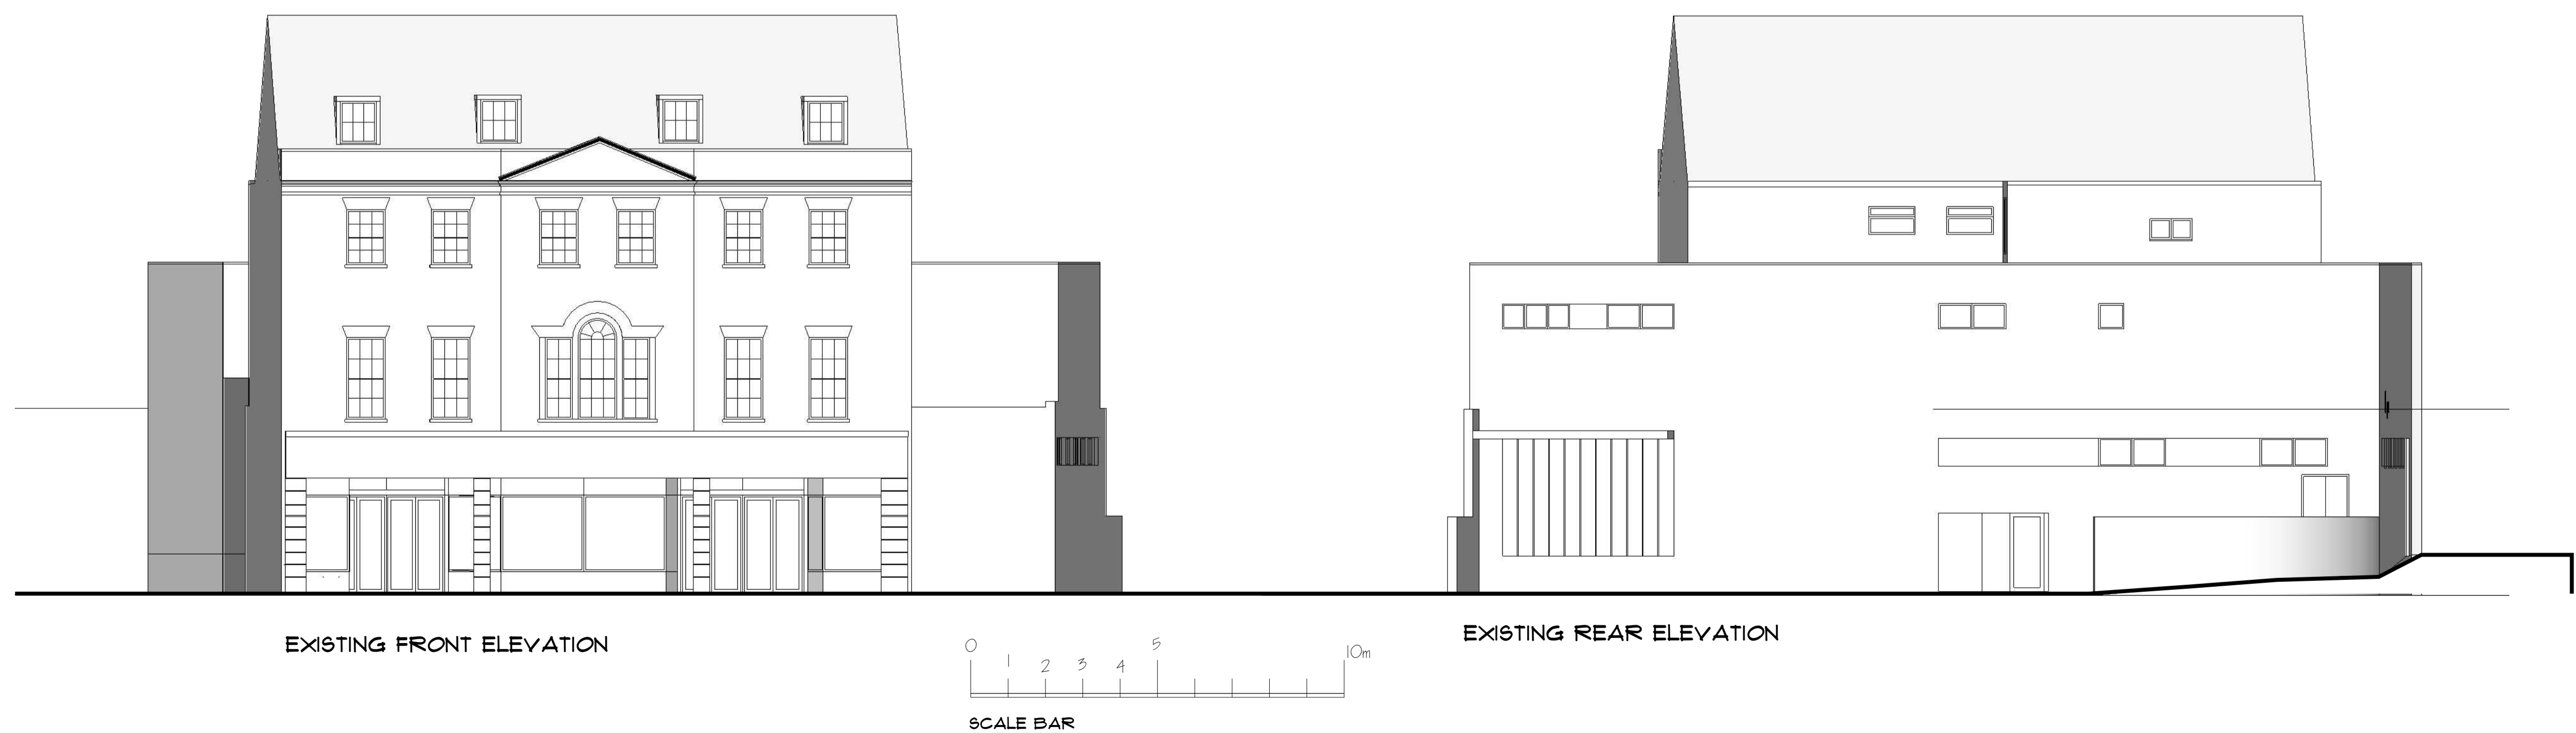 EXISTING FRONT ELEVATION
EXISTING REAR ELEVATION
0 1 2 3 4 5 10m
SCALE BAR